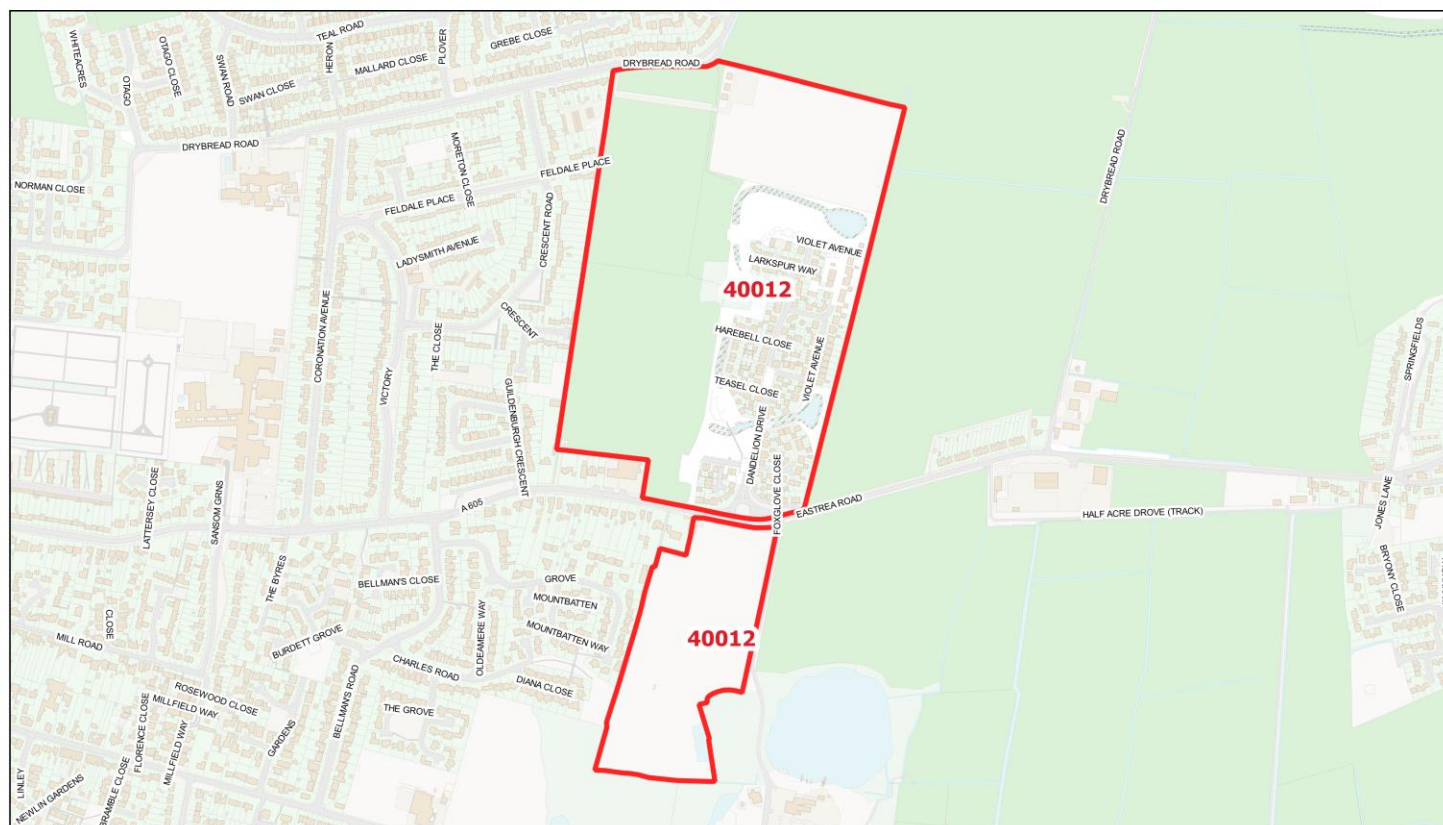 TEAL ROAD
WHITEACRES
OTAGO CLOSE
OTAGO
SWAN ROAD
SWAN CLOSE
HERON
MALLARD CLOSE
PLOVER
GREBE CLOSE
DRYBREAD ROAD
DRYBREAD ROAD
NORMAN CLOSE
MORETON CLOSE
FELDALE PLACE
FELDALE PLACE
CRESCENT ROAD
LADYSMITH AVENUE
DRYBREAD ROAD
VIOLET AVENUE
LARKSPUR WAY
40012
CRESCENT
CORONATION AVENUE
THE CLOSE
VICTORY
HAREBELL CLOSE
VIOLET AVENUE
TEASEL CLOSE
SPRINGFIELDS
GUILDENBURGH CRESCENT
DANDELION DRIVE
FOXGLOVE CLOSE
LATTERSEY CLOSE
SANSOM GRNS
A 605
EASTREA ROAD
HALF ACRE DROVE (TRACK)
JONES LANE
THE BYRES
BELLMAN'S CLOSE
GROVE
MOUNTBATTEN
MOUNTBATTEN WAY
BRYONY CLOSE
CLOSE
MILL ROAD
BURDETT GROVE
OLDEAMERE WAY
40012
CHARLES ROAD
DIANA CLOSE
ROSEWOOD CLOSE
MILLFIELD WAY
THE GROVE
FLORENCE CLOSE
MILLFIELD WAY
GARDENS
BELLMAN'S ROAD
LINLEY
NEWLIN GARDENS
BRAMBLE CLOSE